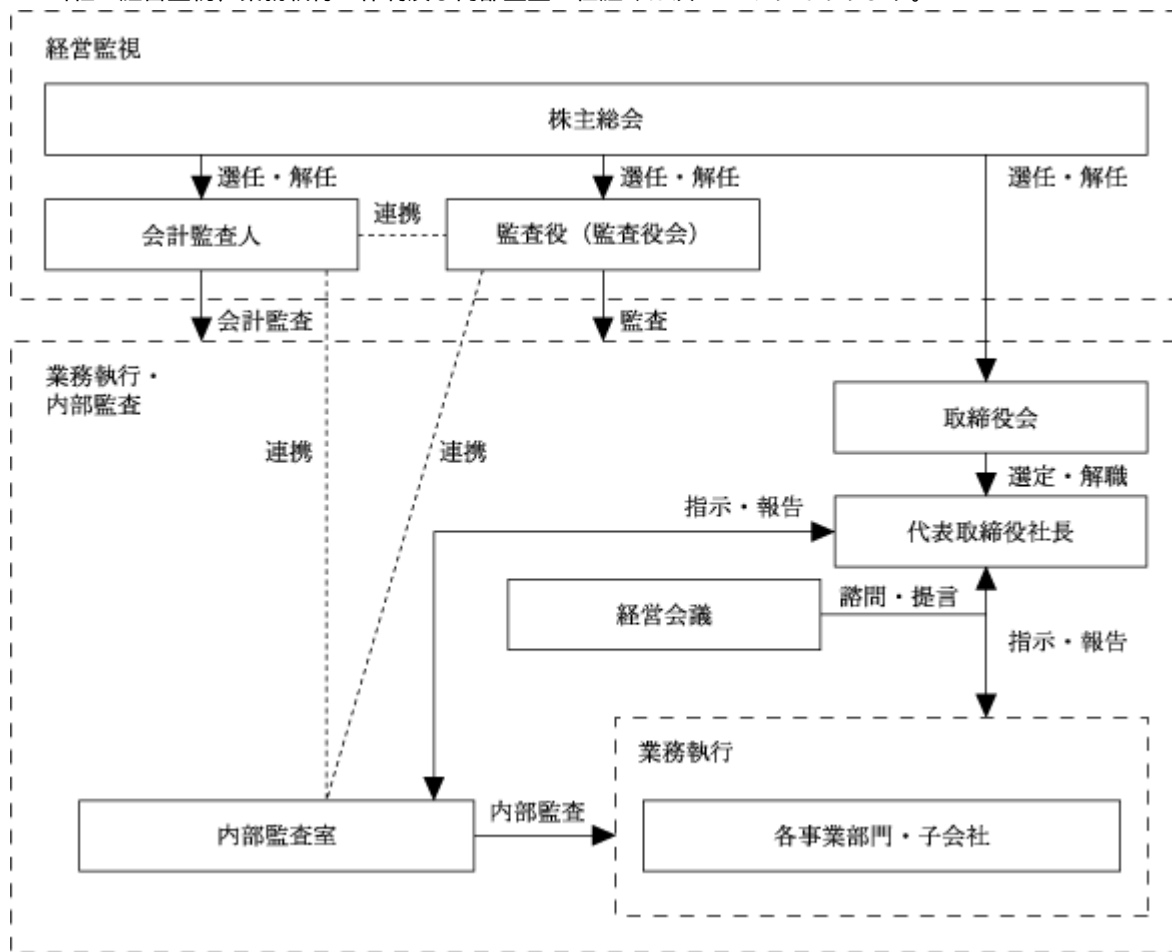 経営監視
株主総会
選任・解任
選任・解任
選任・解任
会計監査人
連携
監査役（監査役会）
会計監査
監査
業務執行・
内部監査
取締役会
連携
連携
選定・解職
指示・報告
代表取締役社長
経営会議
諮問・提言
指示・報告
業務執行
内部監査室
内部監査
各事業部門・子会社